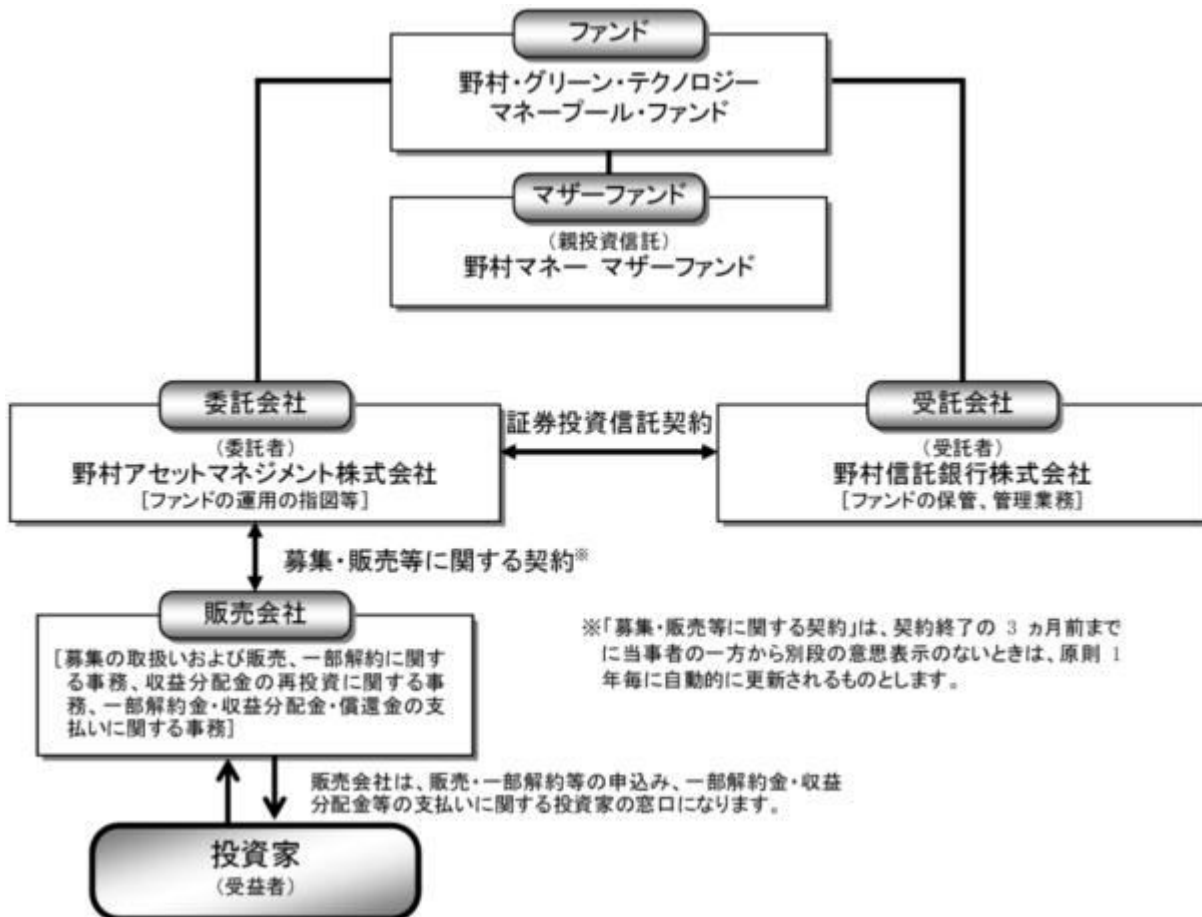 ファンド
野村・グリーン・テクノロジー
マネープール・ファンド
マザーファンド
（親投資信託）
野村マネー マザーファンド
委託会社
（委託者）
野村アセットマネジメント株式会社
[ファンドの運用の指図等]
証券投資信託契約
受託会社
（受託者）
野村信託銀行株式会社
[ファンドの保管、管理業務]
募集・販売等に関する契約※
販売会社
[募集の取扱いおよび販売、一部解約に関す
る事務、収益分配金の再投資に関する事
務、一部解約金・収益分配金・償還金の支
払いに関する事務]
※「募集・販売等に関する契約」は、契約終了の 3 ヵ月前まで
に当事者の一方から別段の意思表示のないときは、原則 1
年毎に自動的に更新されるものとします。
販売会社は、販売・一部解約等の申込み、一部解約金・収益
分配金等の支払いに関する投資家の窓口になります。
投資家
（受益者）